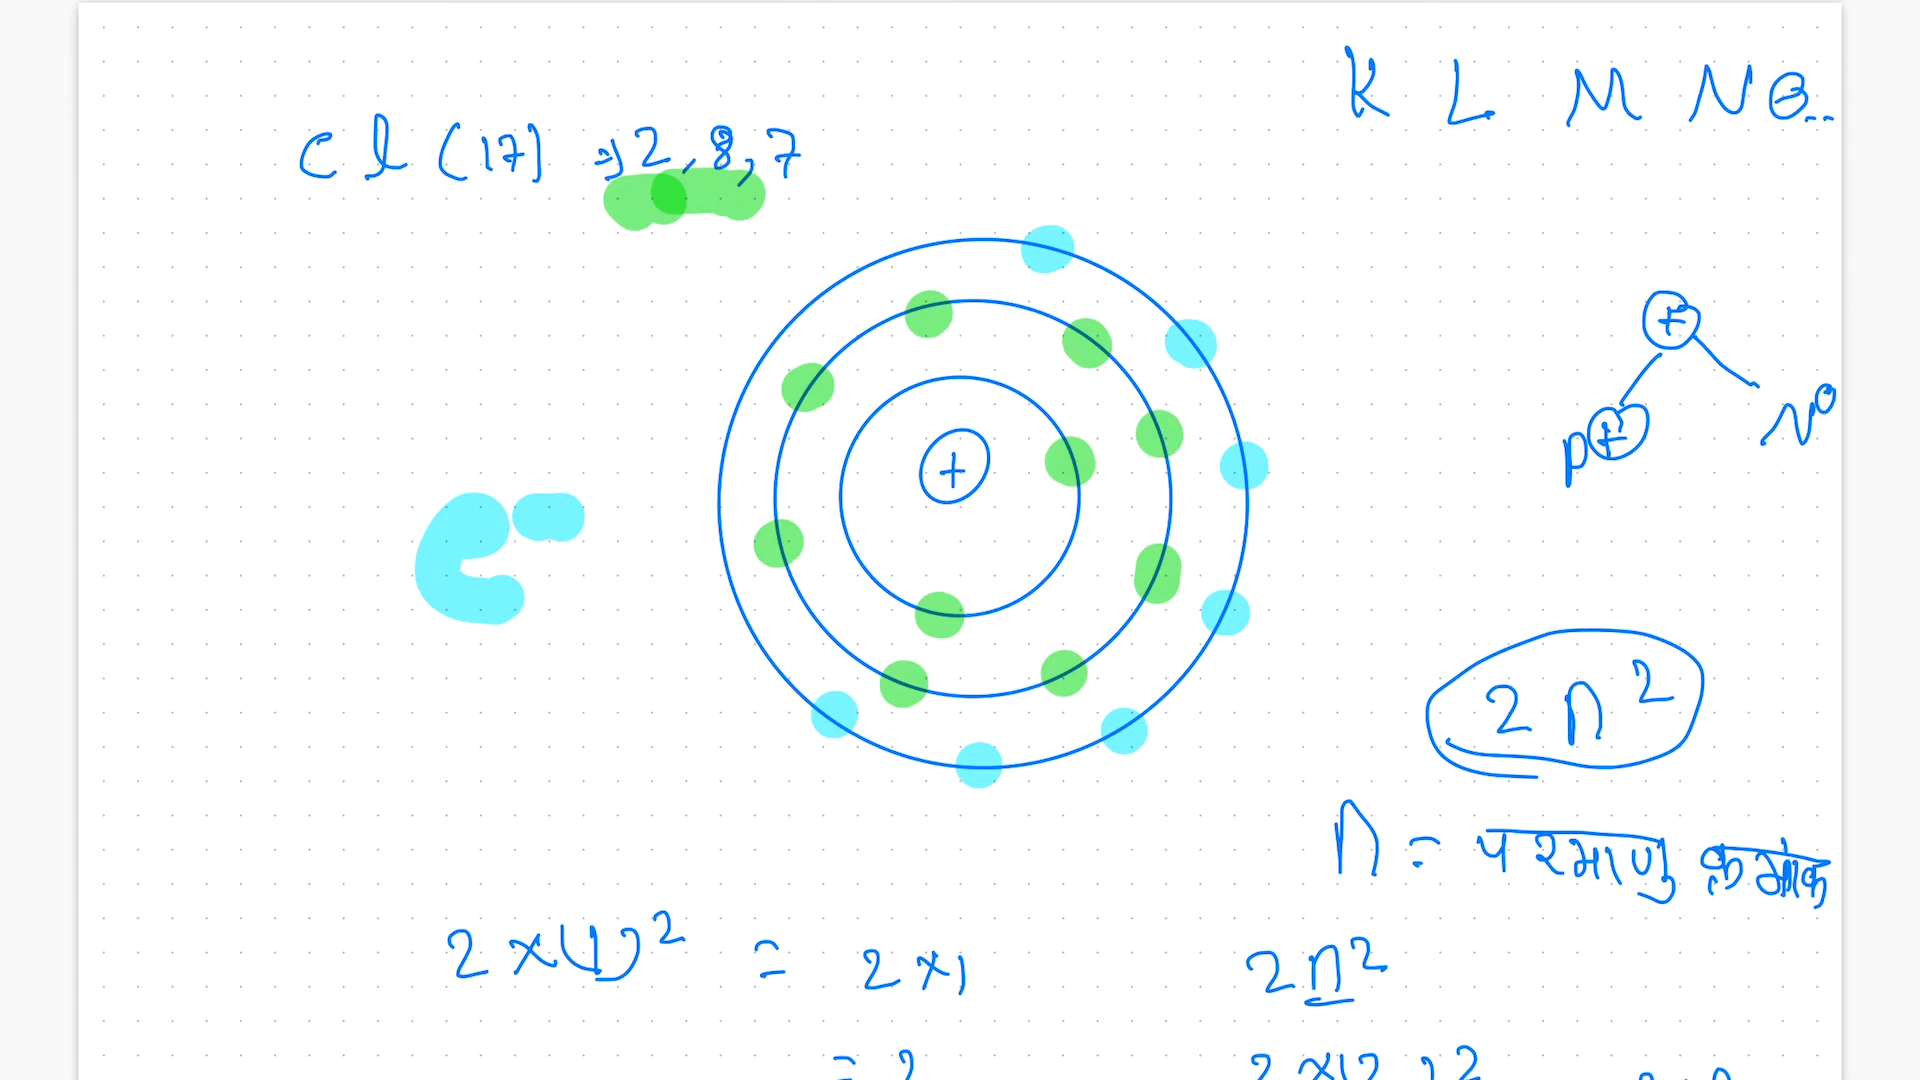 K L M N O..
Cl (17) ⇒ 2, 8, 7
+
+
p+
N⁰
e⁻
2n²
n = परमाणु क्रमांक
2×(1)² = 2×1
2n²